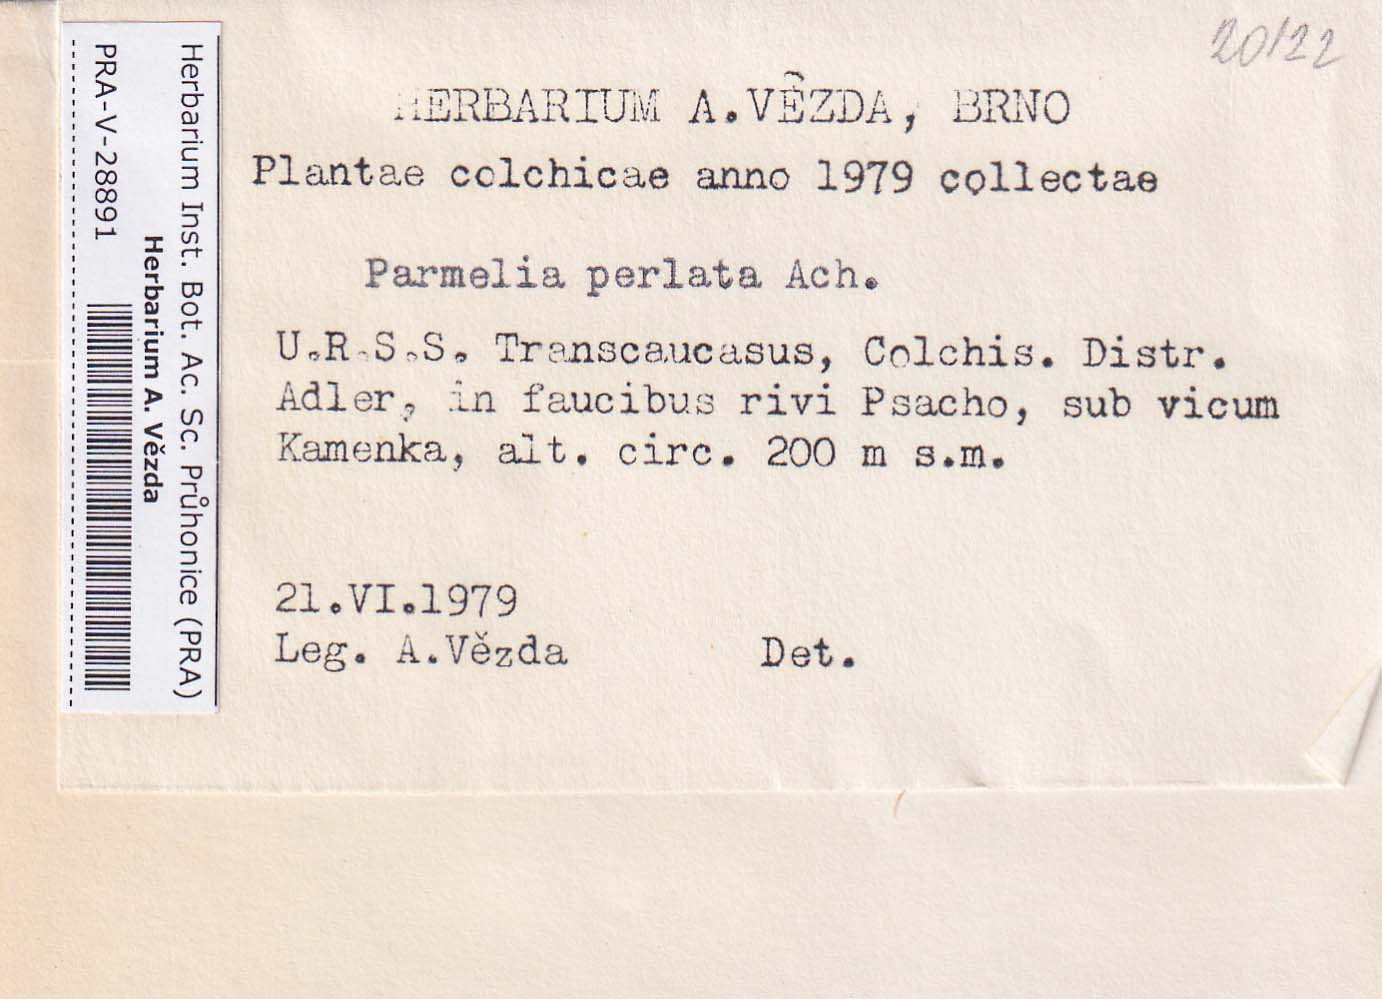 20122
HERBARIUM A.VĚZDA, BRNO
Plantae colchicae anno 1979 collectae
Parmelia perlata Ach.
U.R.S.S. Transcaucasus, Colchis. Distr.
Adler, in faucibus rivi Psacho, sub vicum
Kamenka, alt. circ. 200 m s.m.
21.VI.1979
Leg. A.Vězda Det.
Herbarium Inst. Bot. Ac. Sc. Průhonice (PRA)
Herbarium A. Vězda
PRA-V-28891